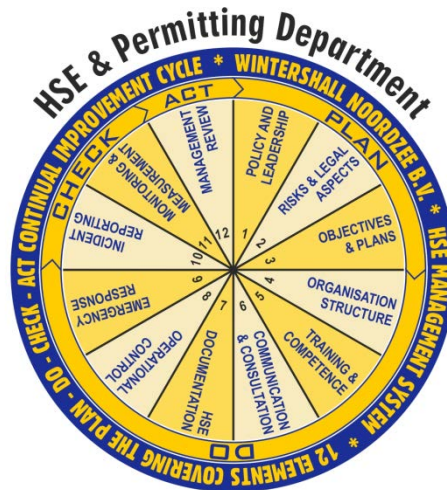 HSE & Permitting Department
WINTERSHALL NOORDZEE B.V. * HSE MANAGEMENT SYSTEM * 12 ELEMENTS COVERING THE PLAN - DO - CHECK - ACT CONTINUAL IMPROVEMENT CYCLE *
PLAN
DO
CHECK
ACT
POLICY AND
LEADERSHIP
1
RISKS & LEGAL
ASPECTS
2
OBJECTIVES
& PLANS
3
ORGANISATION
STRUCTURE
4
TRAINING &
COMPETENCE
5
COMMUNICATION
& CONSULTATION
6
HSE
DOCUMENTATION
7
OPERATIONAL
CONTROL
8
EMERGENCY
RESPONSE
9
INCIDENT
REPORTING
10
MONITORING &
MEASUREMENT
11
MANAGEMENT
REVIEW
12